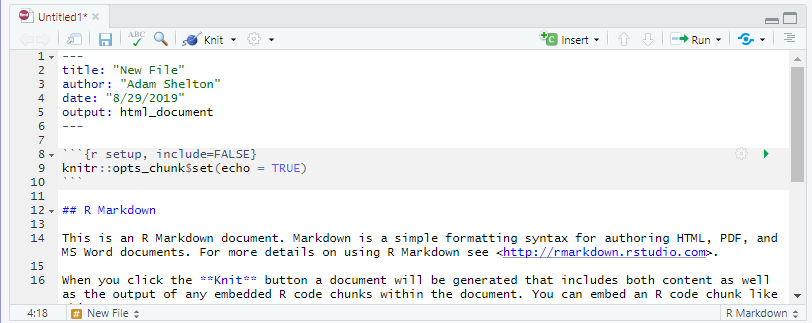 Untitled1*
ABC Knit Insert Run
1 ---
2 title: "New File"
3 author: "Adam Shelton"
4 date: "8/29/2019"
5 output: html_document
6 ---
7
8 ```{r setup, include=FALSE}
9 knitr::opts_chunk$set(echo = TRUE)
10 ```
11
12 ## R Markdown
13
14 This is an R Markdown document. Markdown is a simple formatting syntax for authoring HTML, PDF, and
MS Word documents. For more details on using R Markdown see <http://rmarkdown.rstudio.com>.
15
16 When you click the **Knit** button a document will be generated that includes both content as well
as the output of any embedded R code chunks within the document. You can embed an R code chunk like
4:18 # New File R Markdown